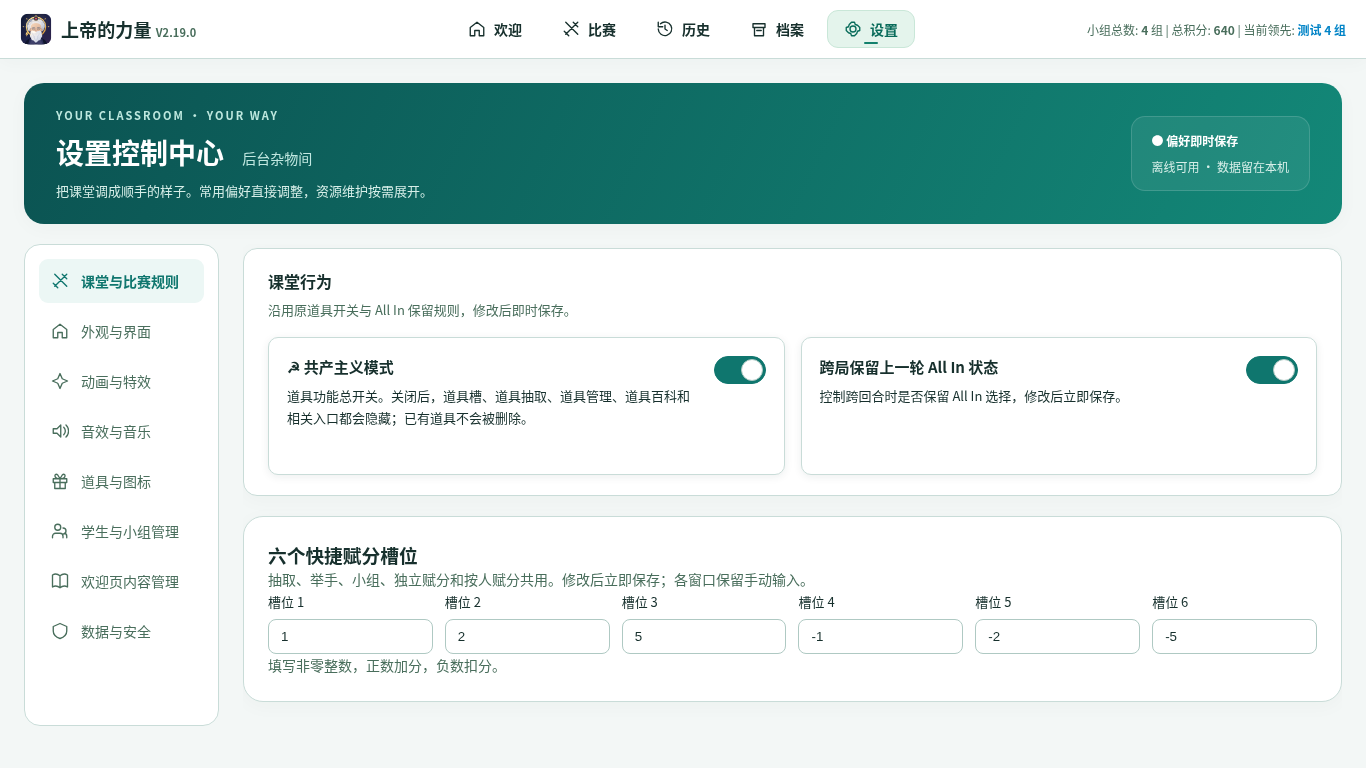 上帝的力量 V2.19.0
欢迎
比赛
历史
档案
设置
小组总数: 4 组 | 总积分: 640 | 当前领先: 测试 4 组
YOUR CLASSROOM · YOUR WAY
设置控制中心 后台杂物间
把课堂调成顺手的样子。常用偏好直接调整，资源维护按需展开。
偏好即时保存
离线可用 · 数据留在本机
课堂与比赛规则
外观与界面
动画与特效
音效与音乐
道具与图标
学生与小组管理
欢迎页内容管理
数据与安全
课堂行为
沿用原道具开关与 All In 保留规则，修改后即时保存。
☭ 共产主义模式
道具功能总开关。关闭后，道具槽、道具抽取、道具管理、道具百科和
相关入口都会隐藏；已有道具不会被删除。
跨局保留上一轮 All In 状态
控制跨回合时是否保留 All In 选择，修改后立即保存。
六个快捷赋分槽位
抽取、举手、小组、独立赋分和按人赋分共用。修改后立即保存；各窗口保留手动输入。
槽位 1 槽位 2 槽位 3 槽位 4 槽位 5 槽位 6
1 2 5 -1 -2 -5
填写非零整数，正数加分，负数扣分。